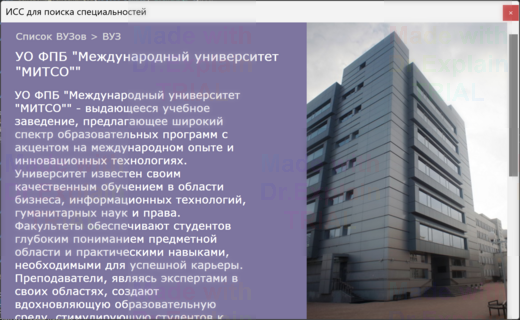 ИСС для поиска специальностей
Список ВУЗов > ВУЗ
УО ФПБ "Международный университет
"МИТСО""
УО ФПБ "Международный университет
"МИТСО"" - выдающееся учебное
заведение, предлагающее широкий
спектр образовательных программ с
акцентом на международном опыте и
инновационных технологиях.
Университет известен своим
качественным обучением в области
бизнеса, информационных технологий,
гуманитарных наук и права.
Факультеты обеспечивают студентов
глубоким пониманием предметной
области и практическими навыками,
необходимыми для успешной карьеры.
Преподаватели, являясь экспертами в
своих областях, создают
вдохновляющую образовательную
среду, стимулирующую студентов к